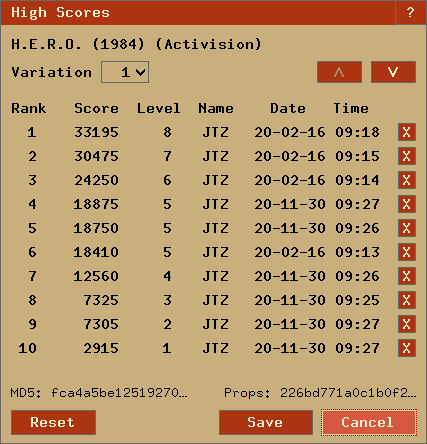 High Scores ?
H.E.R.O. (1984) (Activision)
Variation 1
Rank Score Level Name Date Time
1 33195 8 JTZ 20-02-16 09:18 X
2 30475 7 JTZ 20-02-16 09:15 X
3 24250 6 JTZ 20-02-16 09:14 X
4 18875 5 JTZ 20-11-30 09:27 X
5 18750 5 JTZ 20-11-30 09:26 X
6 18410 5 JTZ 20-02-16 09:13 X
7 12560 4 JTZ 20-11-30 09:26 X
8 7325 3 JTZ 20-11-30 09:25 X
9 7305 2 JTZ 20-11-30 09:27 X
10 2915 1 JTZ 20-11-30 09:27 X
MD5: fca4a5be12519270… Props: 226bd771a0c1b0f2…
Reset Save Cancel